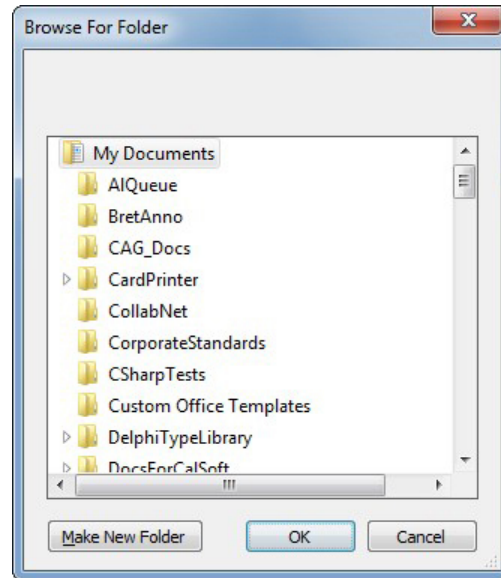 Browse For Folder
My Documents
AIQueue
BretAnno
CAG_Docs
CardPrinter
CollabNet
CorporateStandards
CSharpTests
Custom Office Templates
DelphiTypeLibrary
DocsForCalSoft
Make New Folder OK Cancel